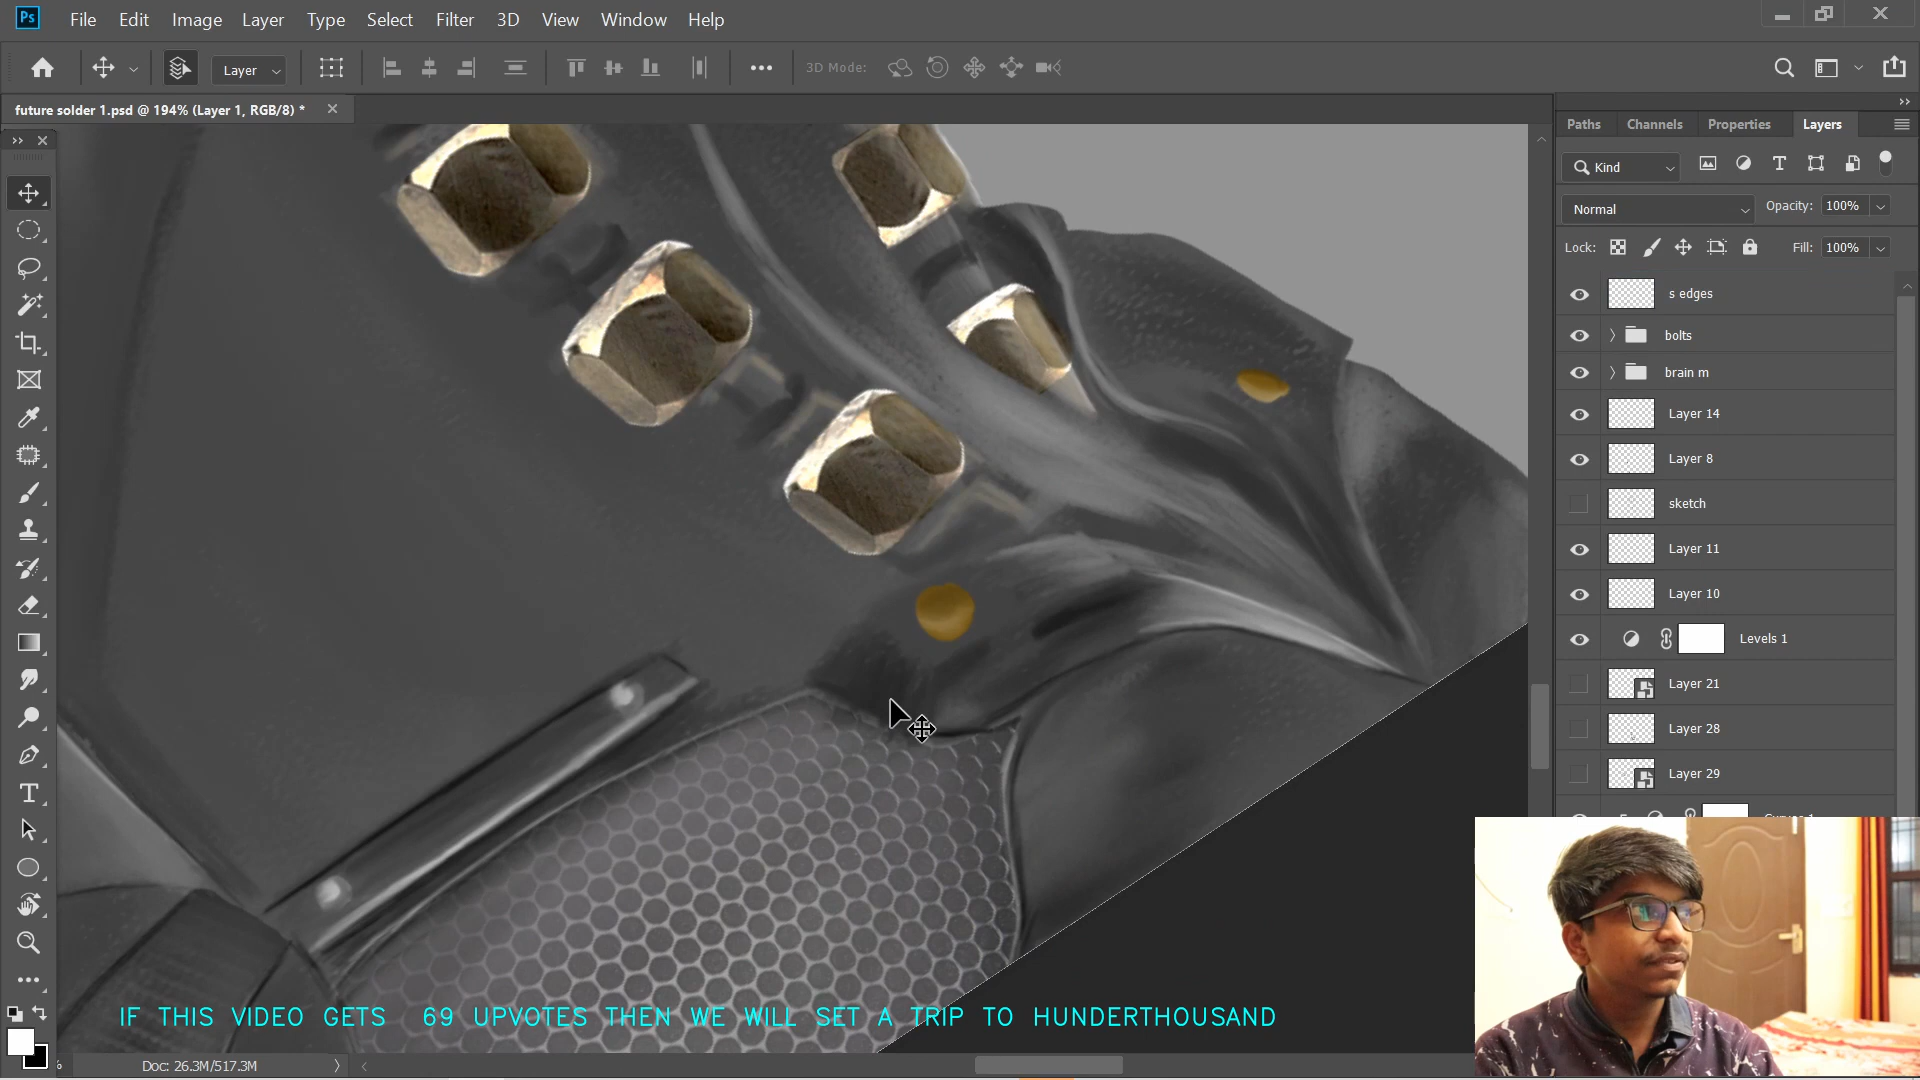 Ps File Edit Image Layer Type Select Filter 3D View Window Help
Layer 3D Mode:
future solder 1.psd @ 194% (Layer 1, RGB/8) *
Paths Channels Properties Layers
Kind
Normal Opacity: 100%
Lock: Fill: 100%
s edges
bolts
brain m
Layer 14
Layer 8
sketch
Layer 11
Layer 10
Levels 1
Layer 21
Layer 28
Layer 29
IF THIS VIDEO GETS 69 UPVOTES THEN WE WILL SET A TRIP TO HUNDERTHOUSAND
% Doc: 26.3M/517.3M